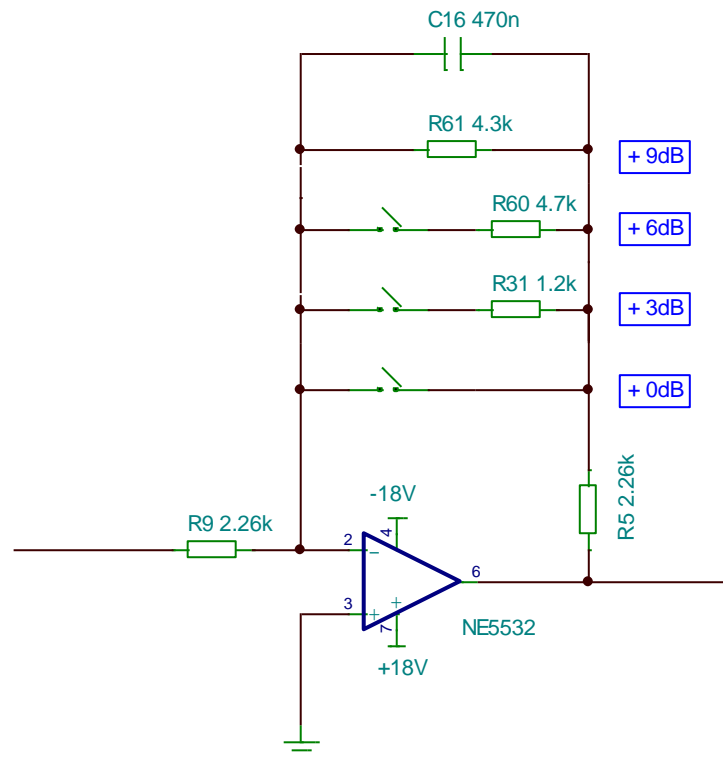 C16 470n
R61 4.3k
+ 9dB
R60 4.7k
+ 6dB
R31 1.2k
+ 3dB
+ 0dB
R5 2.26k
-18V
R9 2.26k
4
2
−
6
3
+
+
7
NE5532
+18V